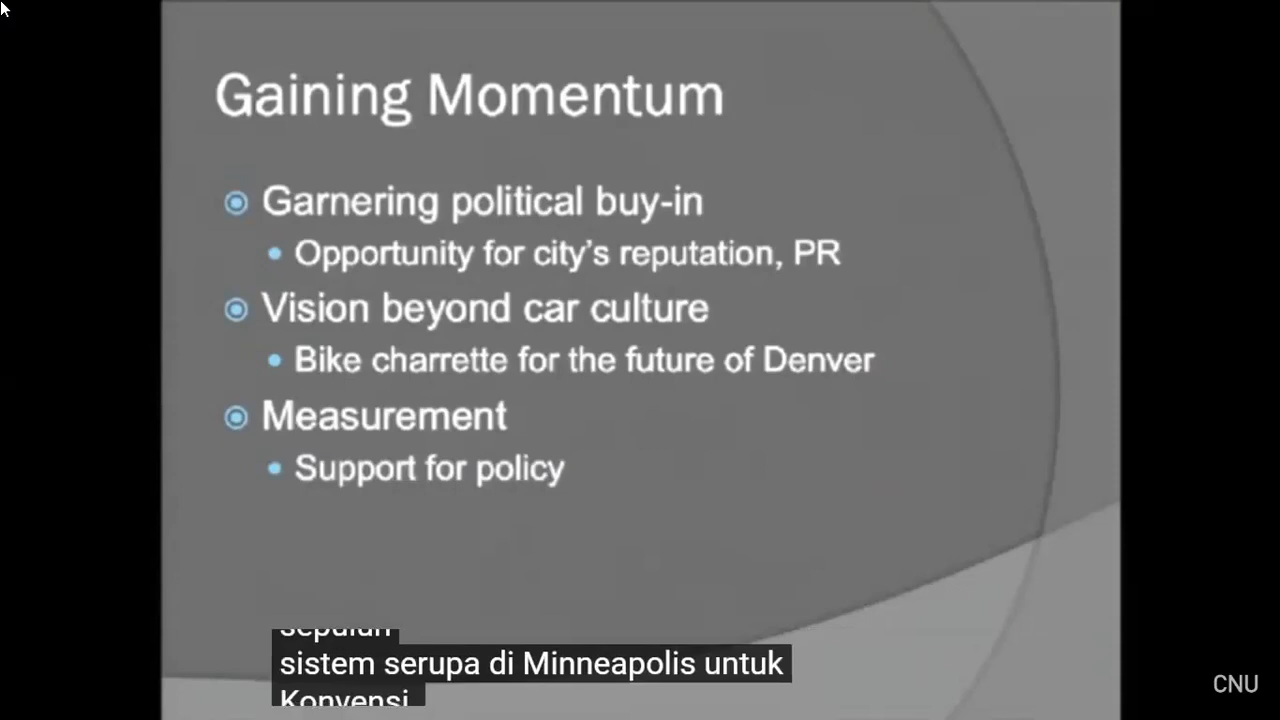 Gaining Momentum
Garnering political buy-in
Opportunity for city's reputation, PR
Vision beyond car culture
Bike charrette for the future of Denver
Measurement
Support for policy
sepuluh
sistem serupa di Minneapolis untuk
Konvensi
CNU